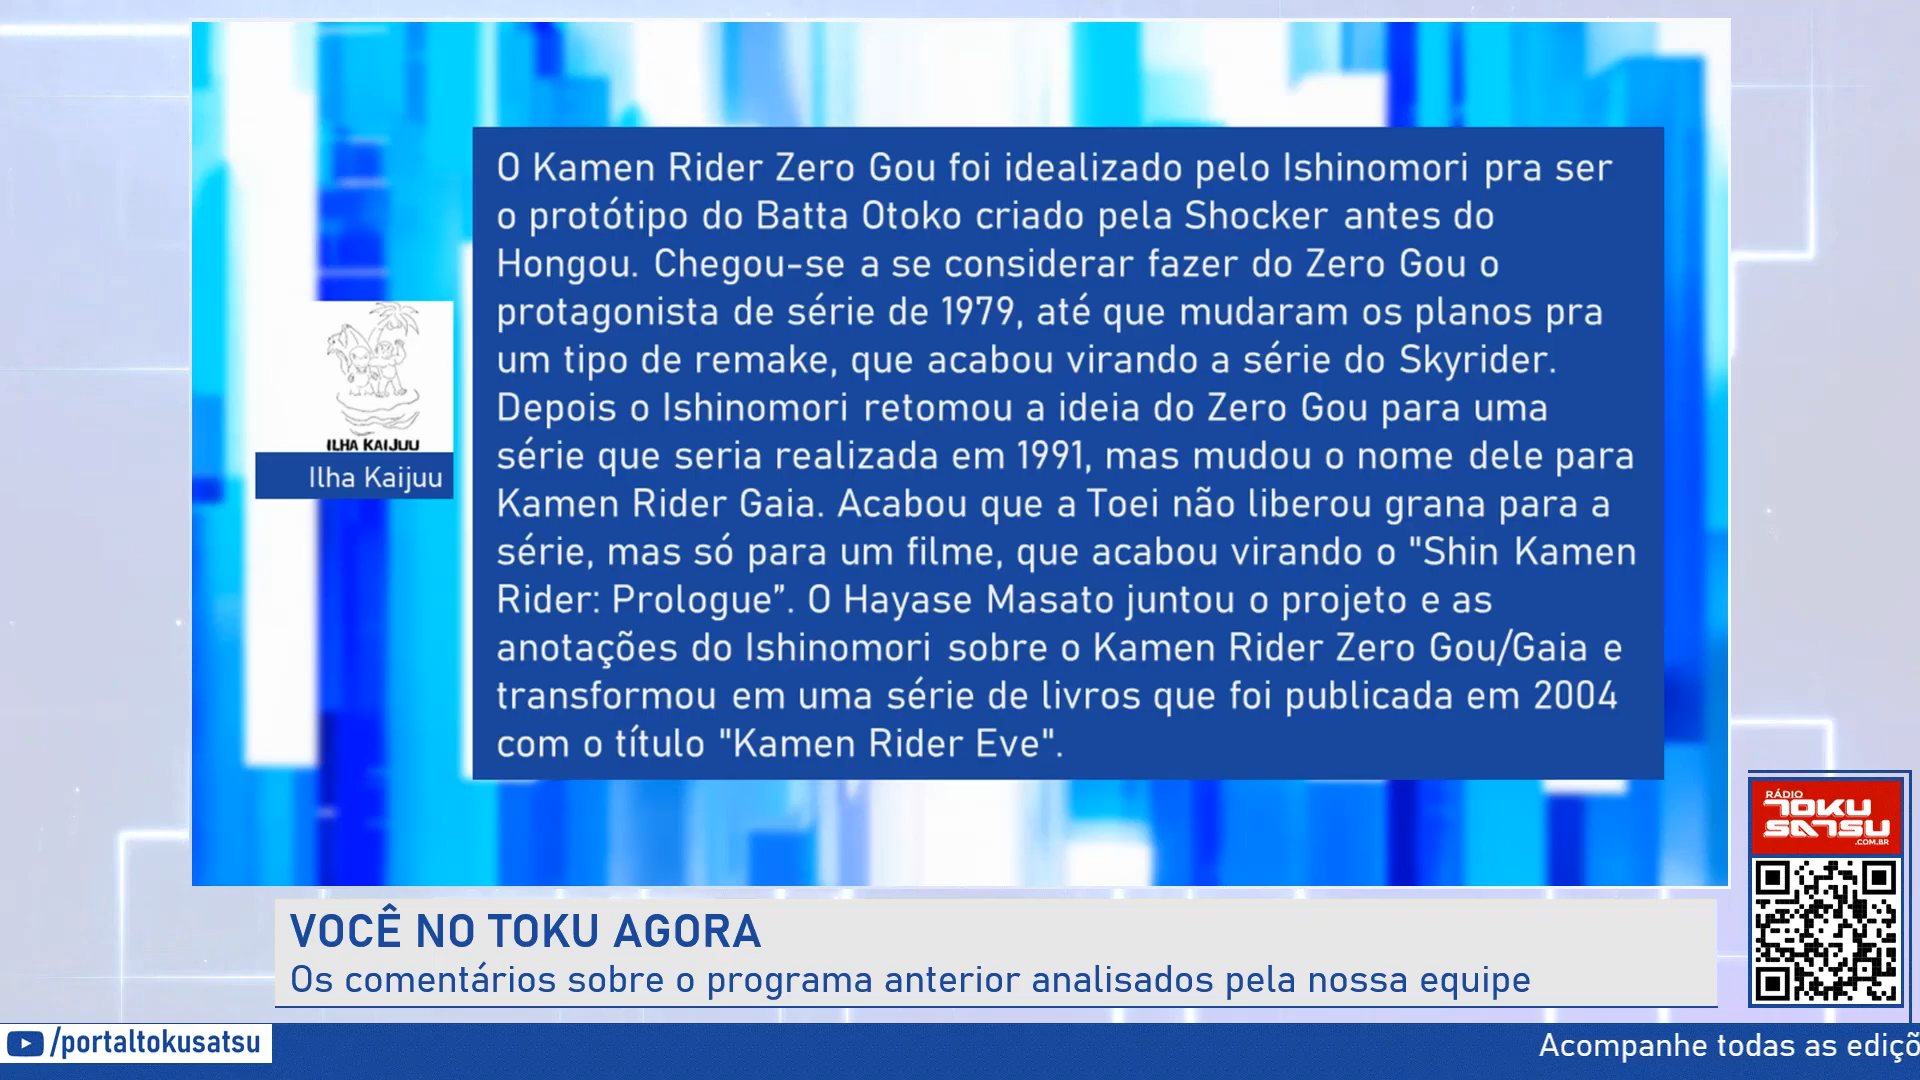 O Kamen Rider Zero Gou foi idealizado pelo Ishinomori pra ser
o protótipo do Batta Otoko criado pela Shocker antes do
Hongou. Chegou-se a se considerar fazer do Zero Gou o
protagonista de série de 1979, até que mudaram os planos pra
um tipo de remake, que acabou virando a série do Skyrider.
Depois o Ishinomori retomou a ideia do Zero Gou para uma
série que seria realizada em 1991, mas mudou o nome dele para
Kamen Rider Gaia. Acabou que a Toei não liberou grana para a
série, mas só para um filme, que acabou virando o "Shin Kamen
Rider: Prologue”. O Hayase Masato juntou o projeto e as
anotações do Ishinomori sobre o Kamen Rider Zero Gou/Gaia e
transformou em uma série de livros que foi publicada em 2004
com o título "Kamen Rider Eve".
ILHA KAIJUU
Ilha Kaijuu
RÁDIO
TOKU
SATSU
.COM.BR
VOCÊ NO TOKU AGORA
Os comentários sobre o programa anterior analisados pela nossa equipe
/portaltokusatsu
Acompanhe todas as ediçõ